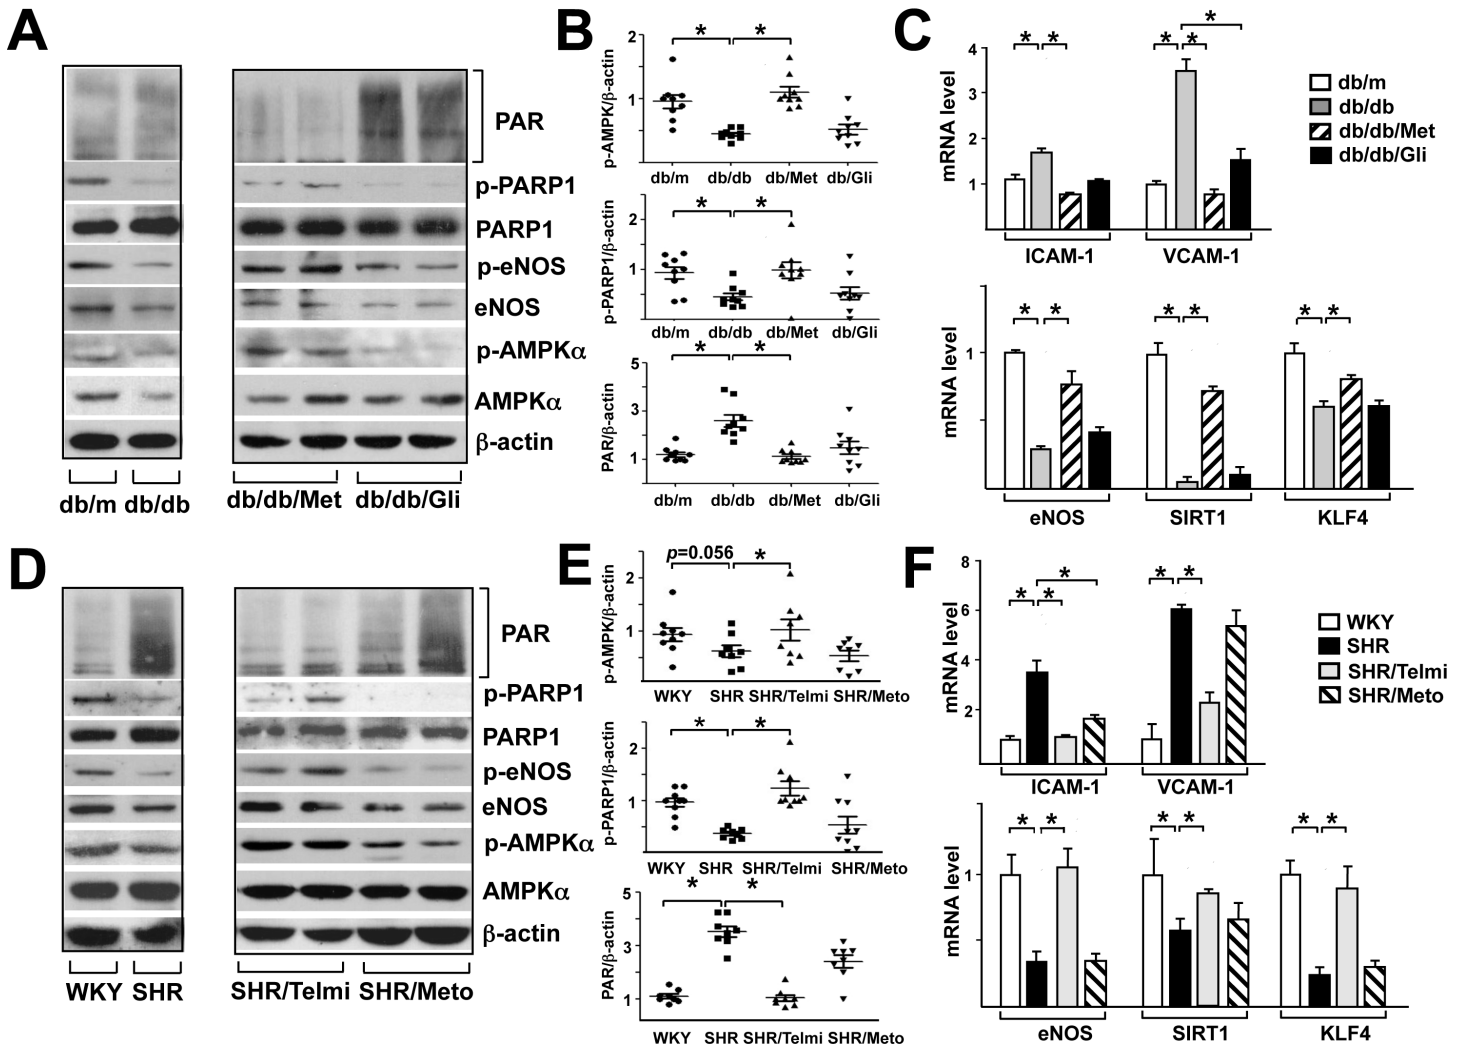 A
PAR
p-PARP1
PARP1
p-eNOS
eNOS
p-AMPKα
AMPKα
β-actin
db/m db/db db/db/Met db/db/Gli
B
p-AMPK/β-actin
2
1
* *
db/m db/db db/Met db/Gli
p-PARP1/β-actin
2
1
* *
db/m db/db db/Met db/Gli
PAR/β-actin
5
3
1
* *
db/m db/db db/Met db/Gli
C
mRNA level
4
3
2
1
* * * * *
ICAM-1 VCAM-1
db/m
db/db
db/db/Met
db/db/Gli
mRNA level
1
* * * * * *
eNOS SIRT1 KLF4
D
PAR
p-PARP1
PARP1
p-eNOS
eNOS
p-AMPKα
AMPKα
β-actin
WKY SHR SHR/Telmi SHR/Meto
E
p-AMPK/β-actin
2
1
p=0.056 *
WKY SHR SHR/Telmi SHR/Meto
p-PARP1/β-actin
2
1
* *
WKY SHR SHR/Telmi SHR/Meto
PAR/β-actin
5
3
1
* *
WKY SHR SHR/Telmi SHR/Meto
F
mRNA level
8
6
4
2
* * * * *
ICAM-1 VCAM-1
WKY
SHR
SHR/Telmi
SHR/Meto
mRNA level
1
* * * * * *
eNOS SIRT1 KLF4